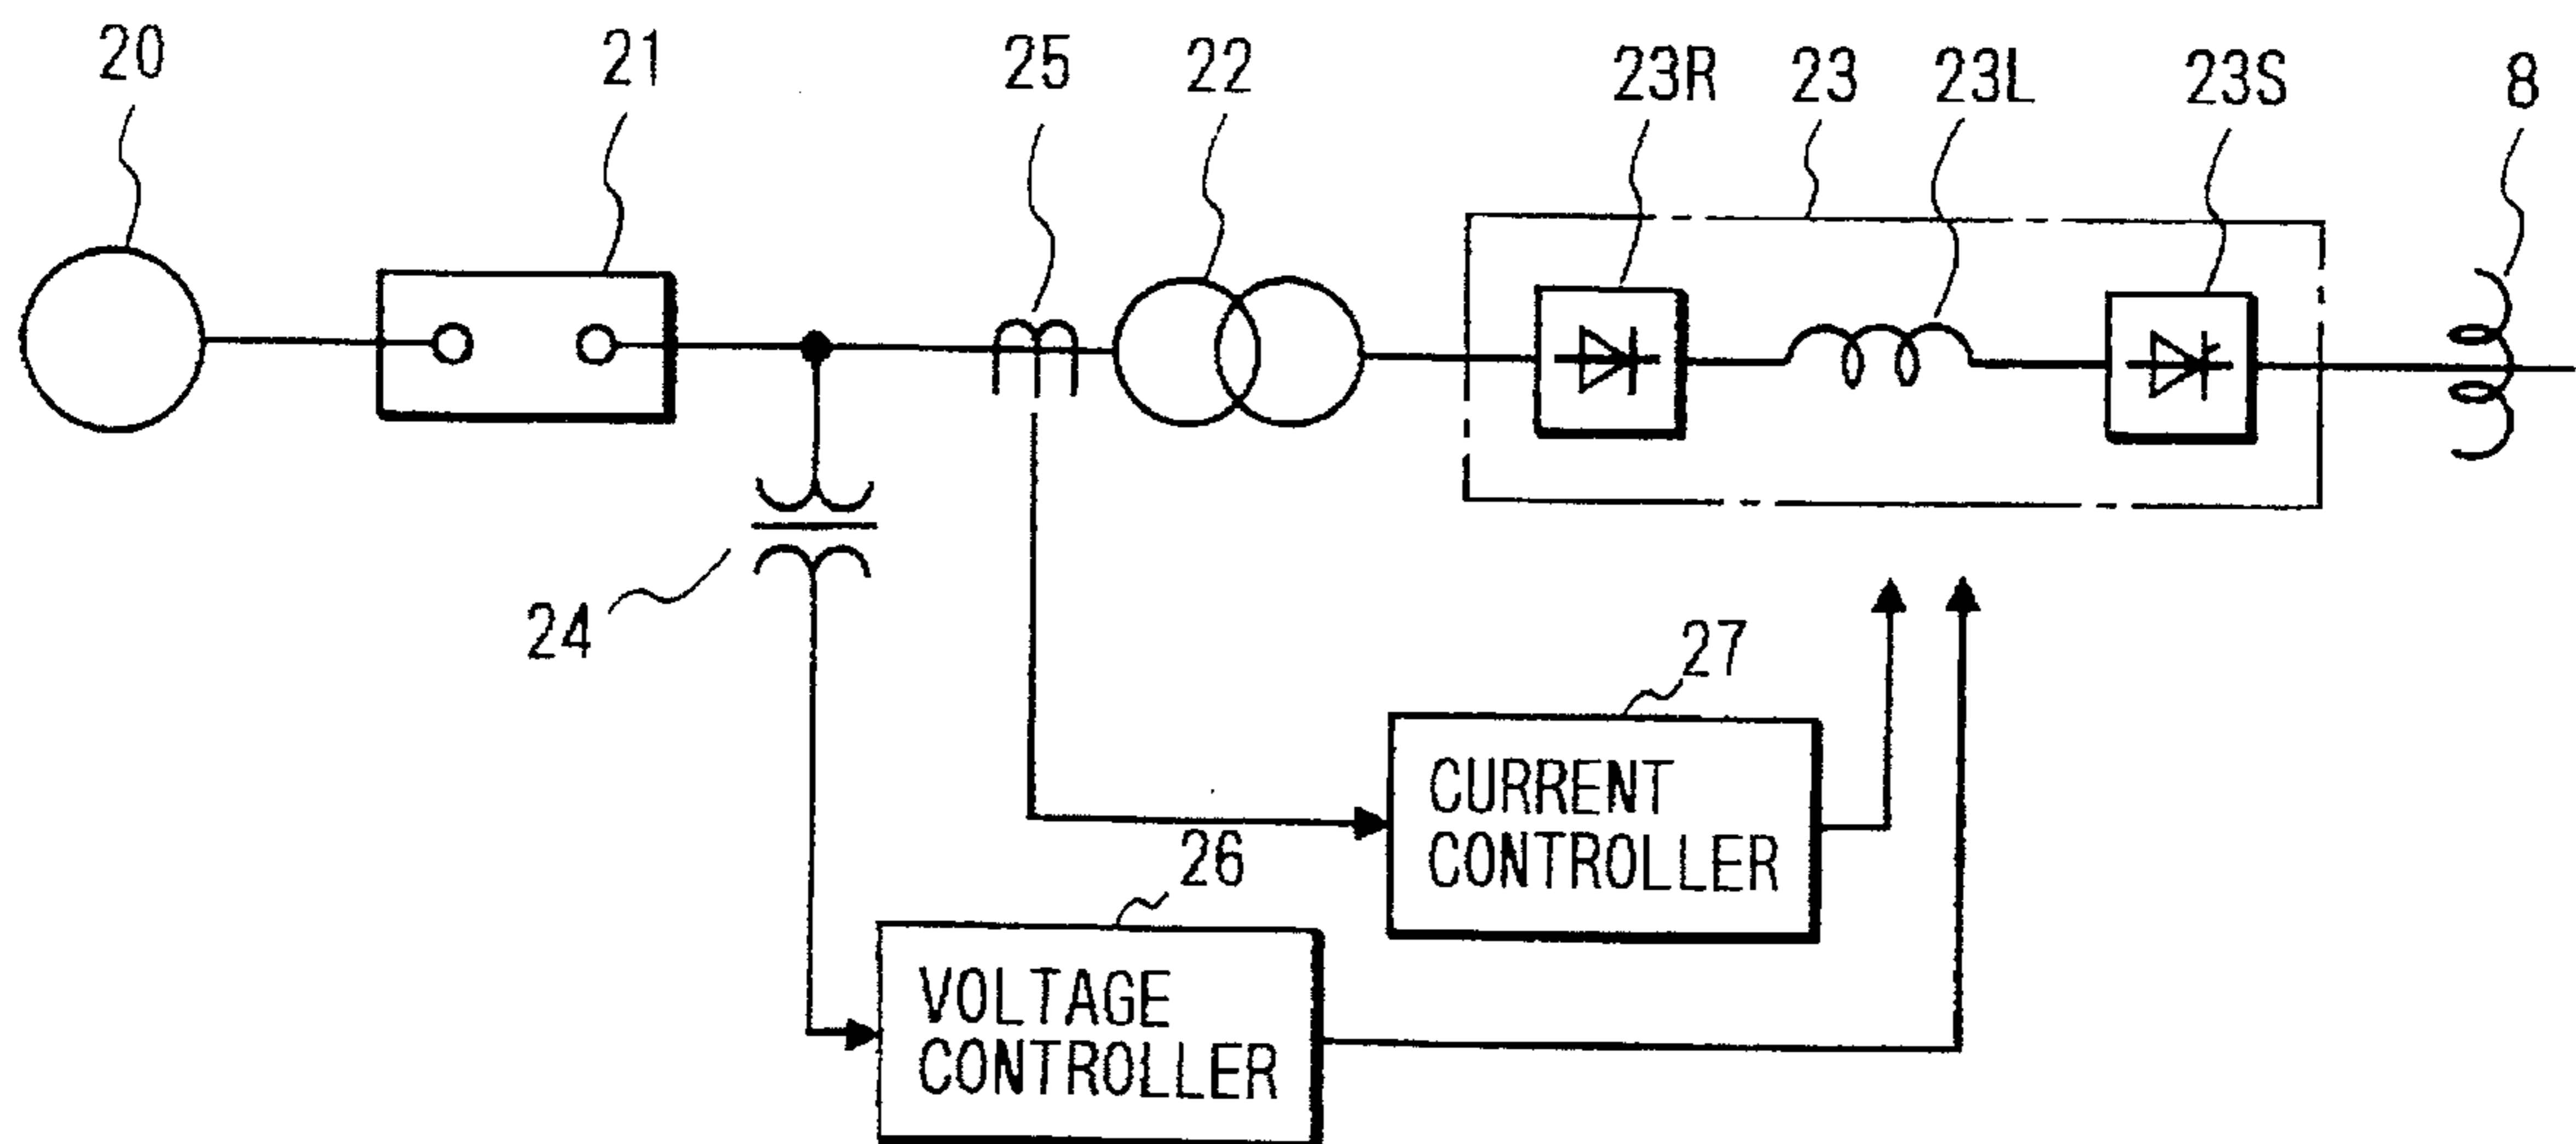 20
21
25
22
23R
23
23L
23S
8
24
27
CURRENT
CONTROLLER
26
VOLTAGE
CONTROLLER